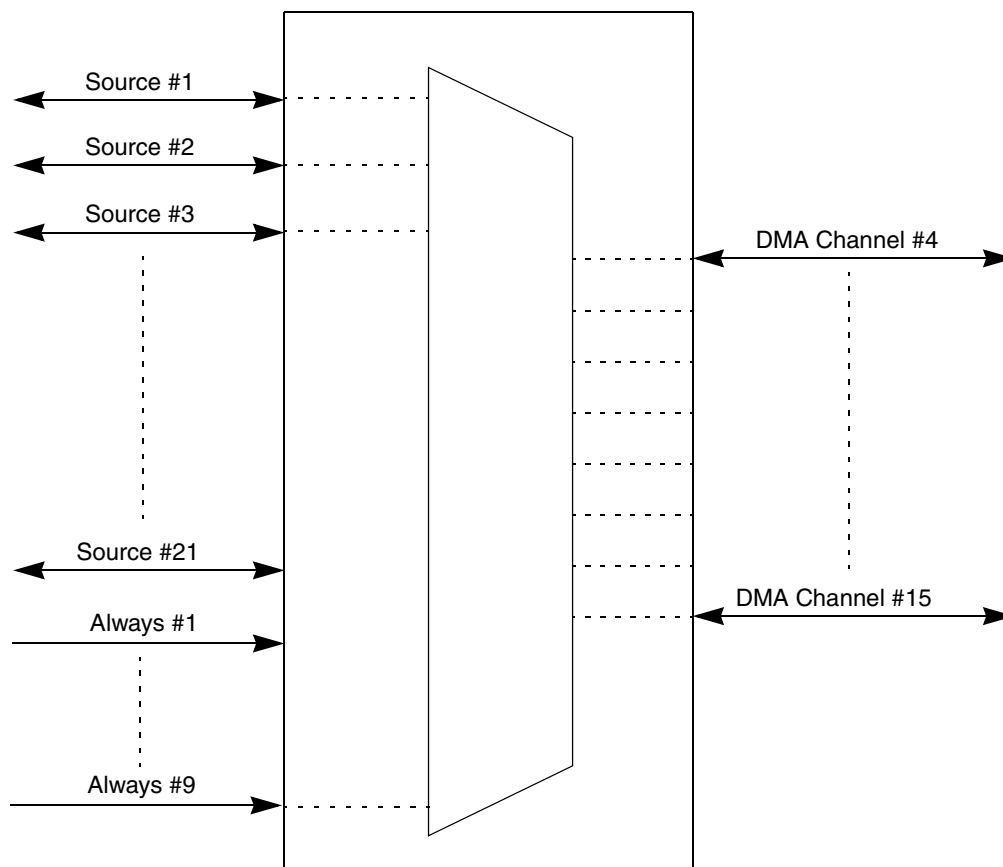 Source #1
Source #2
Source #3
Source #21
Always #1
Always #9
DMA Channel #4
DMA Channel #15